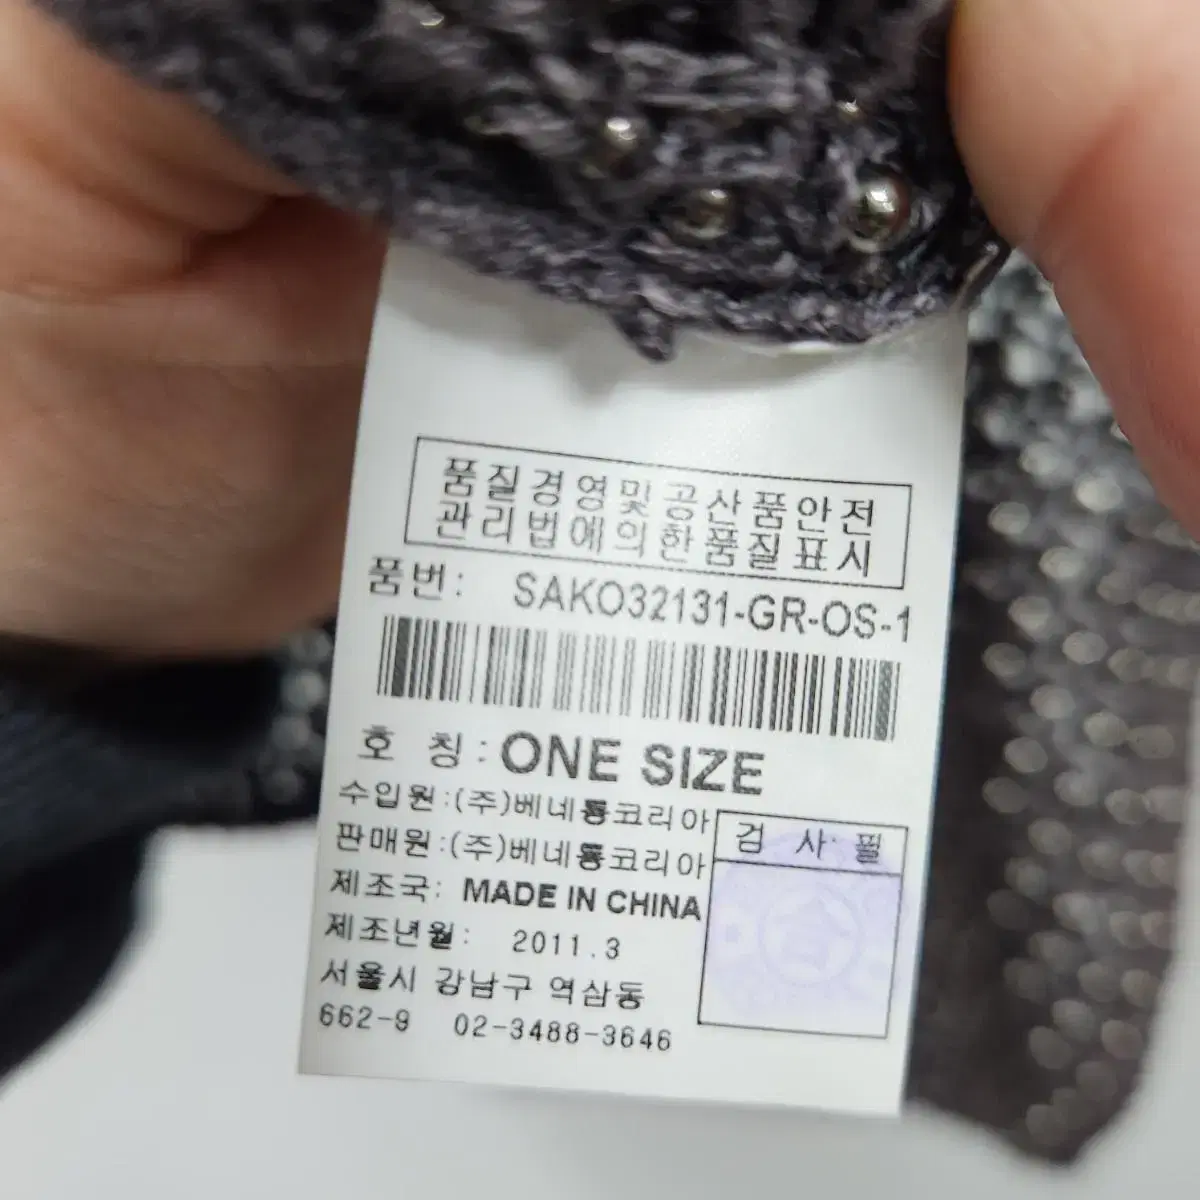 품질경영및공산품안전
관리법에의한품질표시
품번: SAKO32131-GR-OS-1
호 칭: ONE SIZE
수입원:(주)베네통코리아
판매원:(주)베네통코리아
검 사 필
제조국: MADE IN CHINA
제조년월: 2011.3
서울시 강남구 역삼동
662-9 02-3488-3646